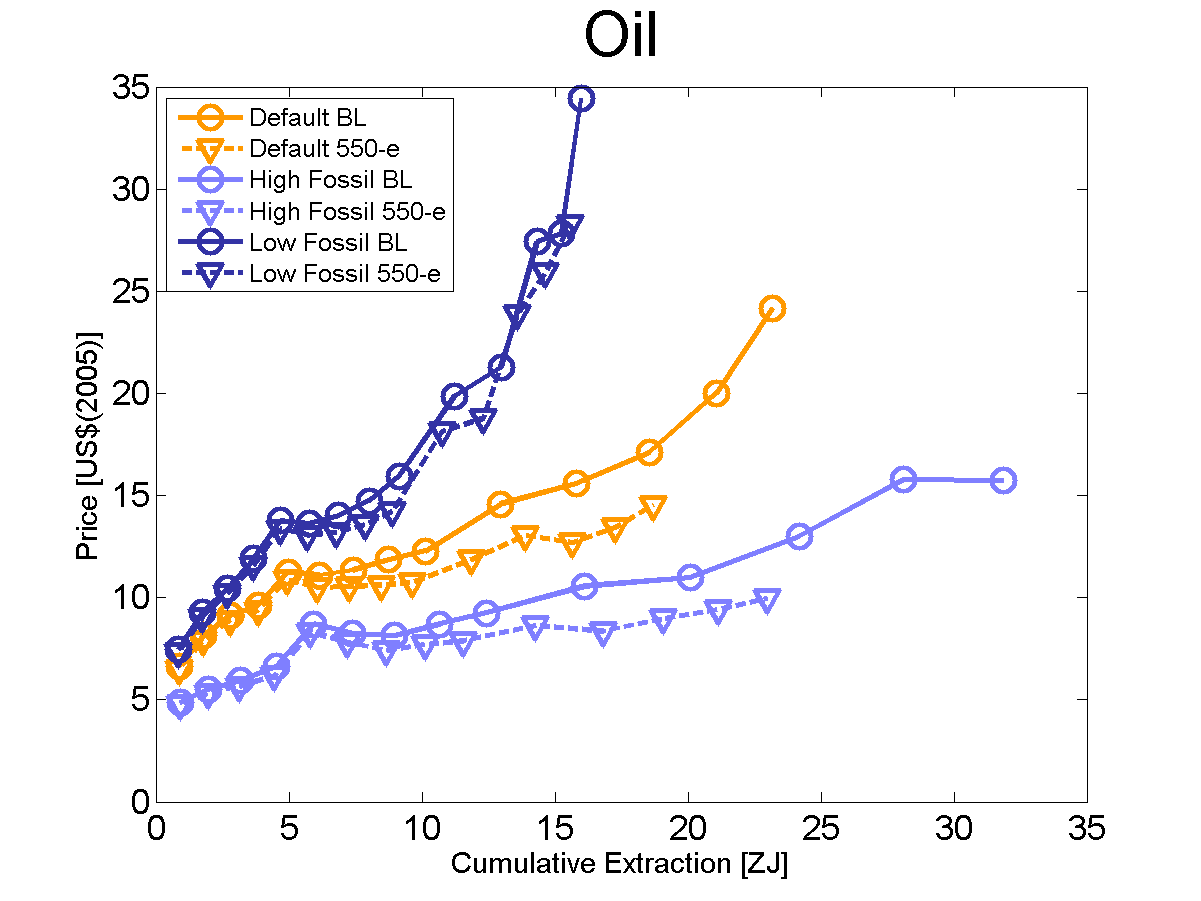 Oil
35
30
25
20
15
10
5
0
Price [US$(2005)]
Default BL
Default 550-e
High Fossil BL
High Fossil 550-e
Low Fossil BL
Low Fossil 550-e
0 5 10 15 20 25 30 35
Cumulative Extraction [ZJ]